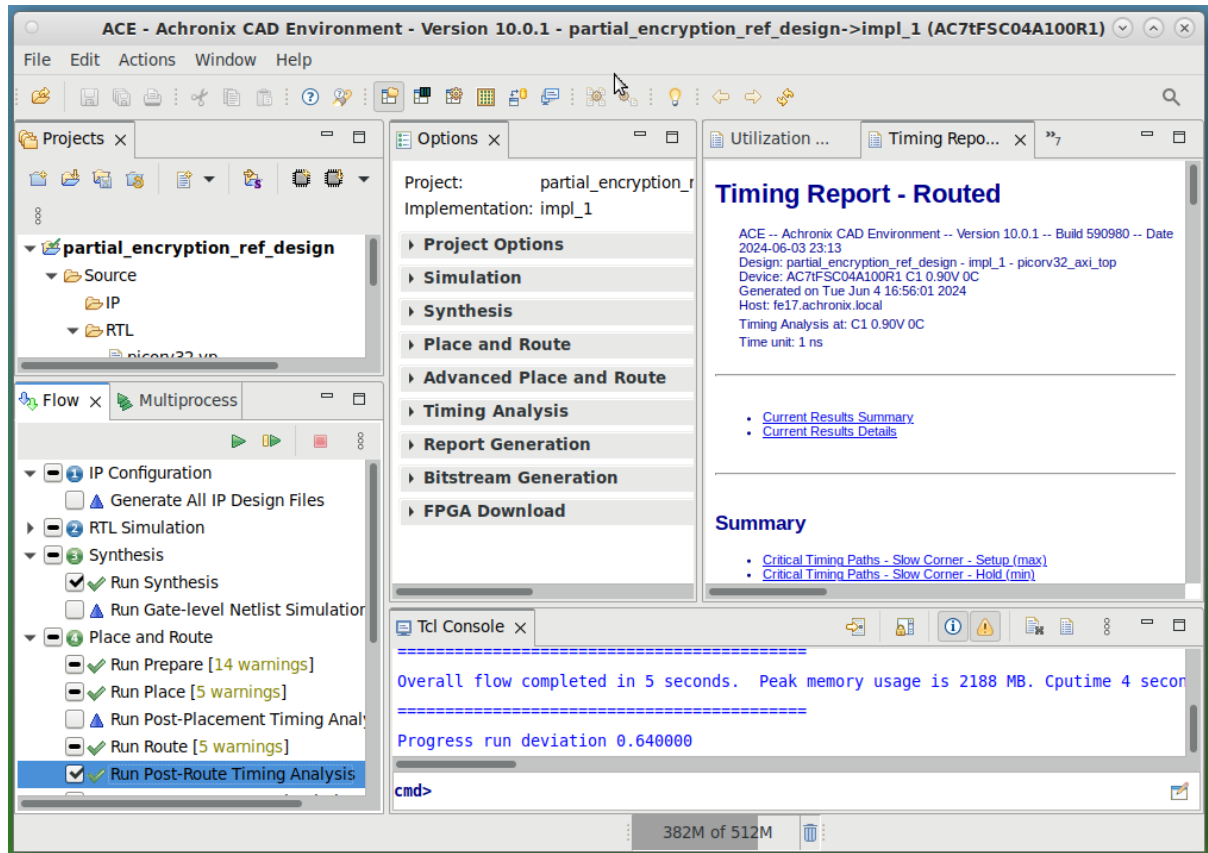 ACE - Achronix CAD Environment - Version 10.0.1 - partial_encryption_ref_design->impl_1 (AC7tFSC04A100R1)
File Edit Actions Window Help
Projects
partial_encryption_ref_design
Source
IP
RTL
picorv32.vp
Flow
Multiprocess
1 IP Configuration
Generate All IP Design Files
2 RTL Simulation
3 Synthesis
Run Synthesis
Run Gate-level Netlist Simulation
4 Place and Route
Run Prepare [14 warnings]
Run Place [5 warnings]
Run Post-Placement Timing Analy
Run Route [5 warnings]
Run Post-Route Timing Analysis
Options
Project: partial_encryption_r
Implementation: impl_1
Project Options
Simulation
Synthesis
Place and Route
Advanced Place and Route
Timing Analysis
Report Generation
Bitstream Generation
FPGA Download
Utilization ...
Timing Repo...
»7
Timing Report - Routed
ACE -- Achronix CAD Environment -- Version 10.0.1 -- Build 590980 -- Date
2024-06-03 23:13
Design: partial_encryption_ref_design - impl_1 - picorv32_axi_top
Device: AC7tFSC04A100R1 C1 0.90V 0C
Generated on Tue Jun 4 16:56:01 2024
Host: fe17.achronix.local
Timing Analysis at: C1 0.90V 0C
Time unit: 1 ns
Current Results Summary
Current Results Details
Summary
Critical Timing Paths - Slow Corner - Setup (max)
Critical Timing Paths - Slow Corner - Hold (min)
Tcl Console
===========================================
Overall flow completed in 5 seconds.  Peak memory usage is 2188 MB. Cputime 4 secon
===========================================
Progress run deviation 0.640000
cmd>
382M of 512M